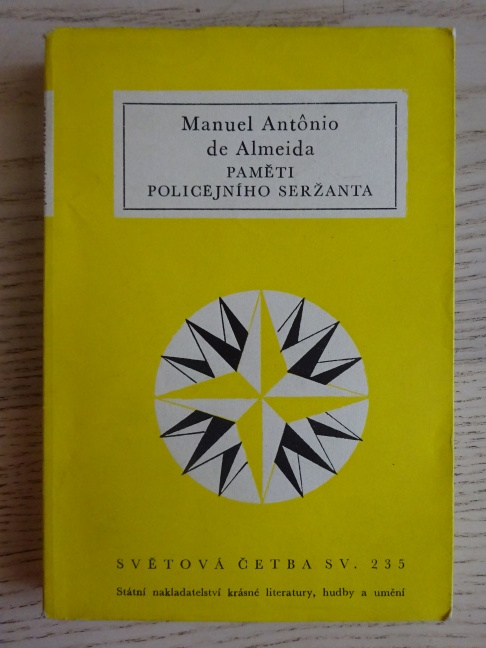 Manuel Antônio
de Almeida
PAMĚTI
POLICEJNÍHO SERŽANTA
SVĚTOVÁ ČETBA SV. 235
Státní nakladatelství krásné literatury, hudby a umění